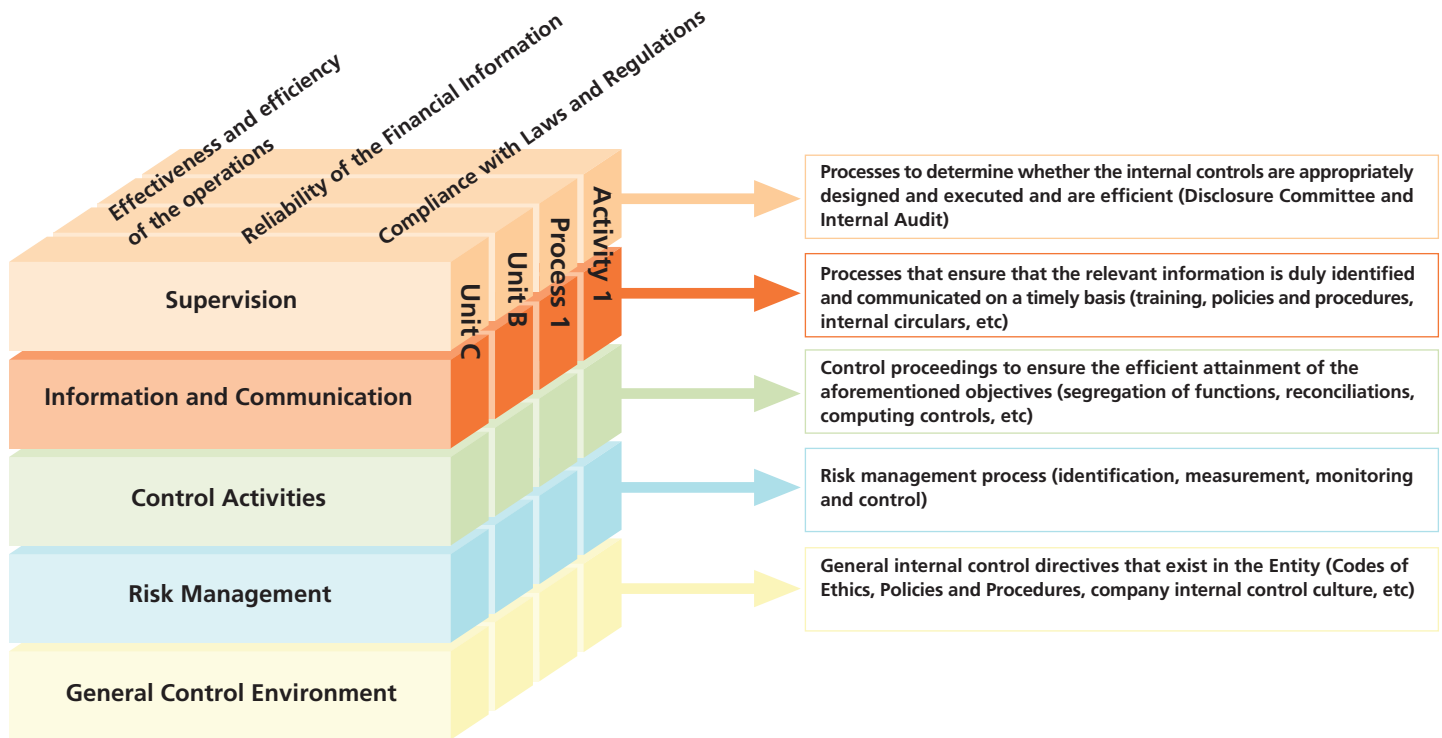 Effectiveness and efficiency
of the operations
Reliability of the Financial Information
Compliance with Laws and Regulations
Activity 1
Process 1
Unit B
Unit C
Supervision
Information and Communication
Control Activities
Risk Management
General Control Environment
Processes to determine whether the internal controls are appropriately
designed and executed and are efficient (Disclosure Committee and
Internal Audit)
Processes that ensure that the relevant information is duly identified
and communicated on a timely basis (training, policies and procedures,
internal circulars, etc)
Control proceedings to ensure the efficient attainment of the
aforementioned objectives (segregation of functions, reconciliations,
computing controls, etc)
Risk management process (identification, measurement, monitoring
and control)
General internal control directives that exist in the Entity (Codes of
Ethics, Policies and Procedures, company internal control culture, etc)